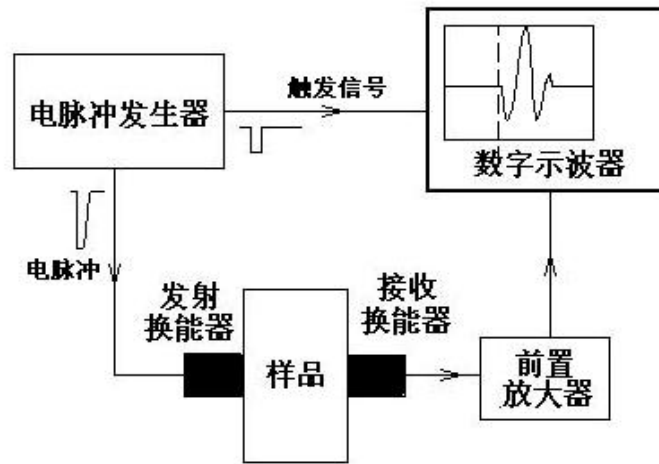 电脉冲发生器
触发信号
数字示波器
电脉冲
发射
换能器
样品
接收
换能器
前置
放大器